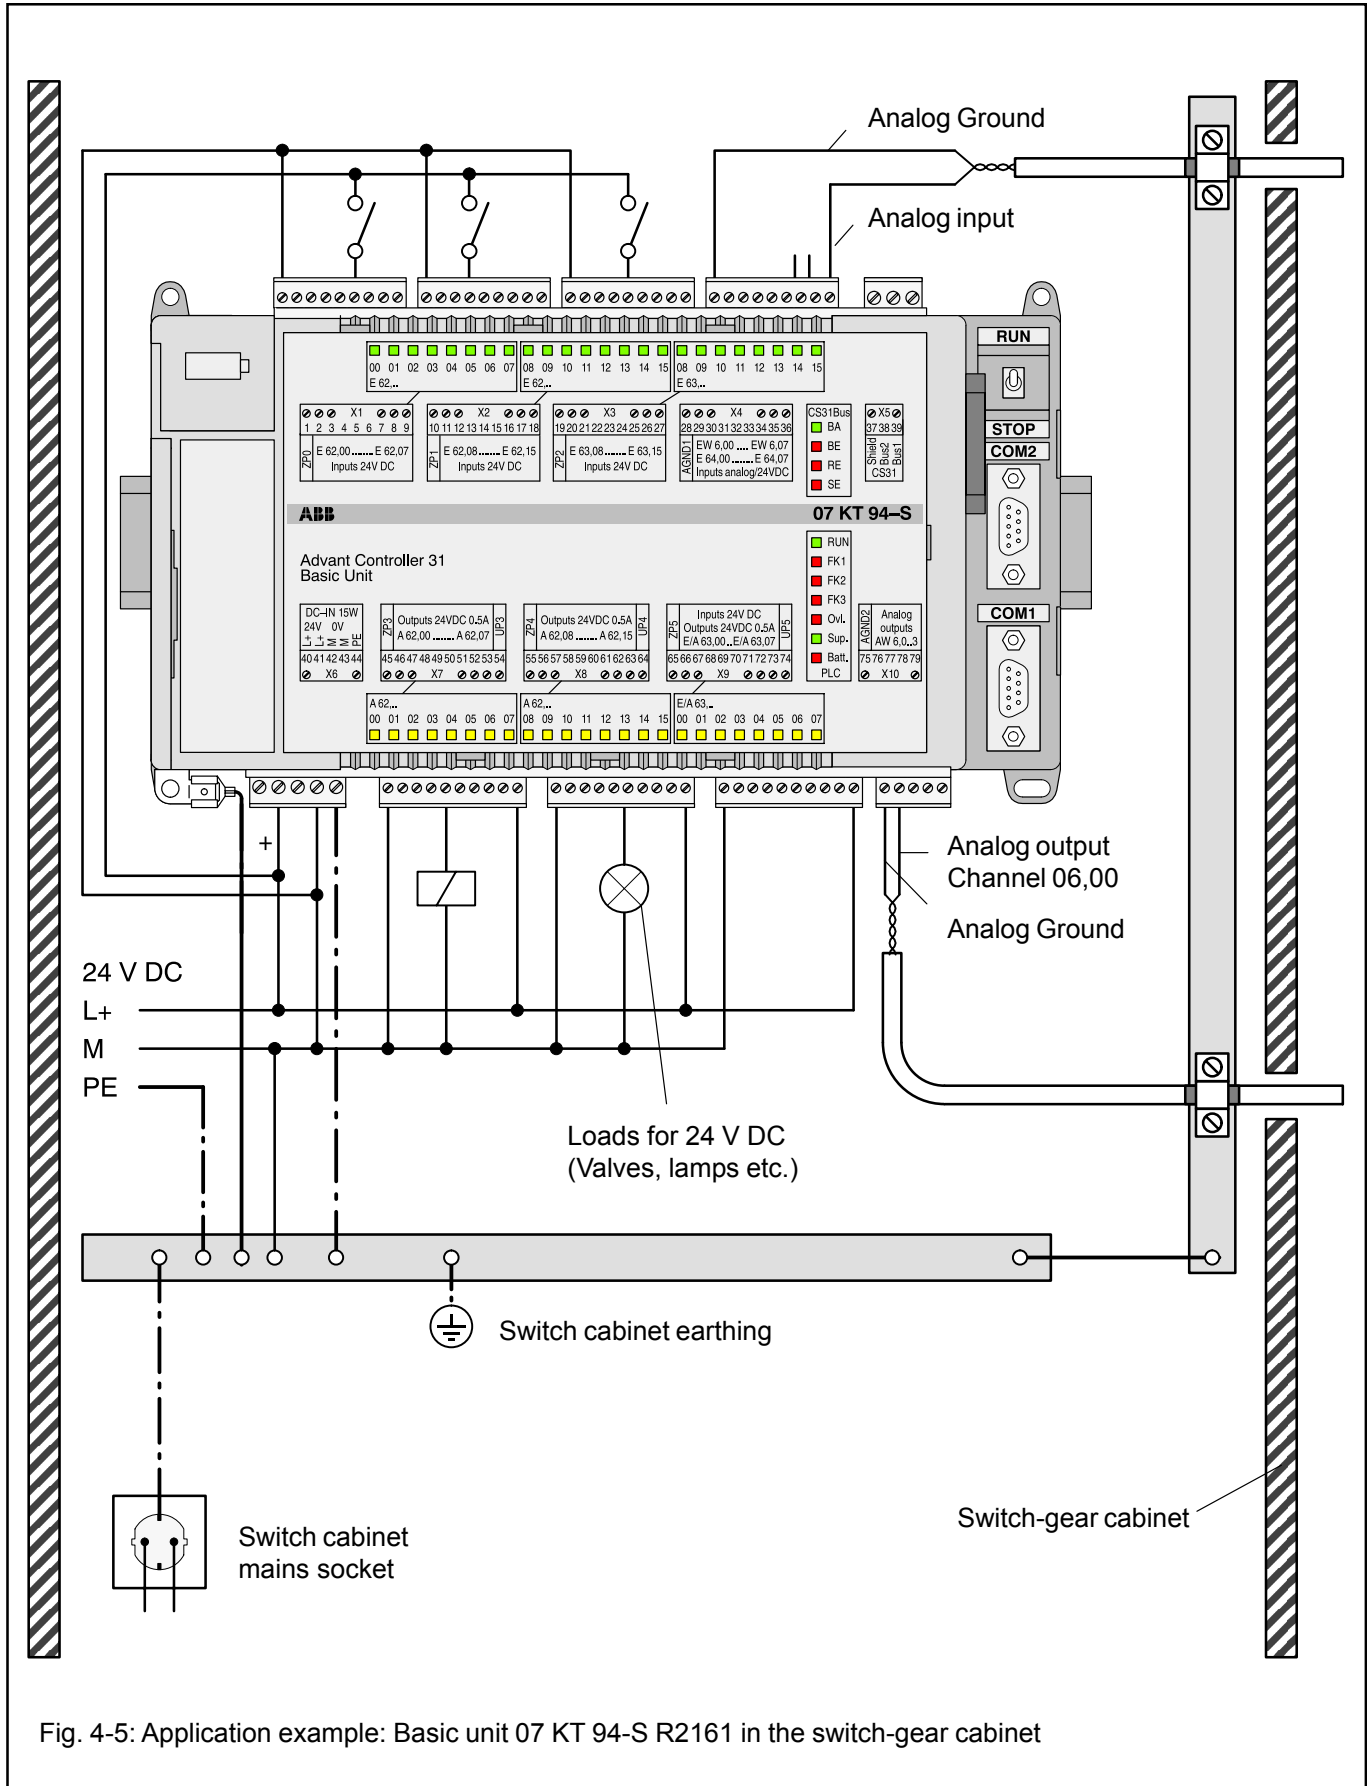 Analog Ground
Analog input
RUN
00 01 02 03 04 05 06 07 08 09 10 11 12 13 14 15 08 09 10 11 12 13 14 15
E 62,.. E 62,.. E 63,..
STOP
COM2
X1 X2 X3 X4 CS31Bus X5
1 2 3 4 5 6 7 8 9 10 11 12 13 14 15 16 17 18 19 20 21 22 23 24 25 26 27 28 29 30 31 32 33 34 35 36 BA 37 38 39
ZP0 E 62,00.......E 62,07
Inputs 24V DC
ZP1 E 62,08.......E 62,15
Inputs 24V DC
ZP2 E 63,08.......E 63,15
Inputs 24V DC
AGND1 EW 6,00 .... EW 6,07
E 64,00.......E 64,07
Inputs analog/24VDC
BE
RE
SE
Shield
Bus2
Bus1
CS31
ABB 07 KT 94–S
Advant Controller 31
Basic Unit
RUN
FK1
FK2
FK3
Ovl.
Sup.
Batt.
PLC
COM1
DC–IN 15W
24V 0V
L+ L+ M M PE
40 41 42 43 44
X6
ZP3 Outputs 24VDC 0.5A UP3
A 62,00.......A 62,07
45 46 47 48 49 50 51 52 53 54
X7
ZP4 Outputs 24VDC 0.5A UP4
A 62,08.......A 62,15
55 56 57 58 59 60 61 62 63 64
X8
ZP5 Inputs 24V DC UP5
Outputs 24VDC 0.5A
E/A 63,00..E/A 63,07
65 66 67 68 69 70 71 72 73 74
X9
AGND2 Analog
outputs
AW 6,0..3
75 76 77 78 79
X10
A 62,.. A 62,.. E/A 63,..
00 01 02 03 04 05 06 07 08 09 10 11 12 13 14 15 00 01 02 03 04 05 06 07
+
Analog output
Channel 06,00
Analog Ground
24 V DC
L+
M
PE
Loads for 24 V DC
(Valves, lamps etc.)
Switch cabinet earthing
Switch-gear cabinet
Switch cabinet
mains socket
Fig. 4-5: Application example: Basic unit 07 KT 94-S R2161 in the switch-gear cabinet